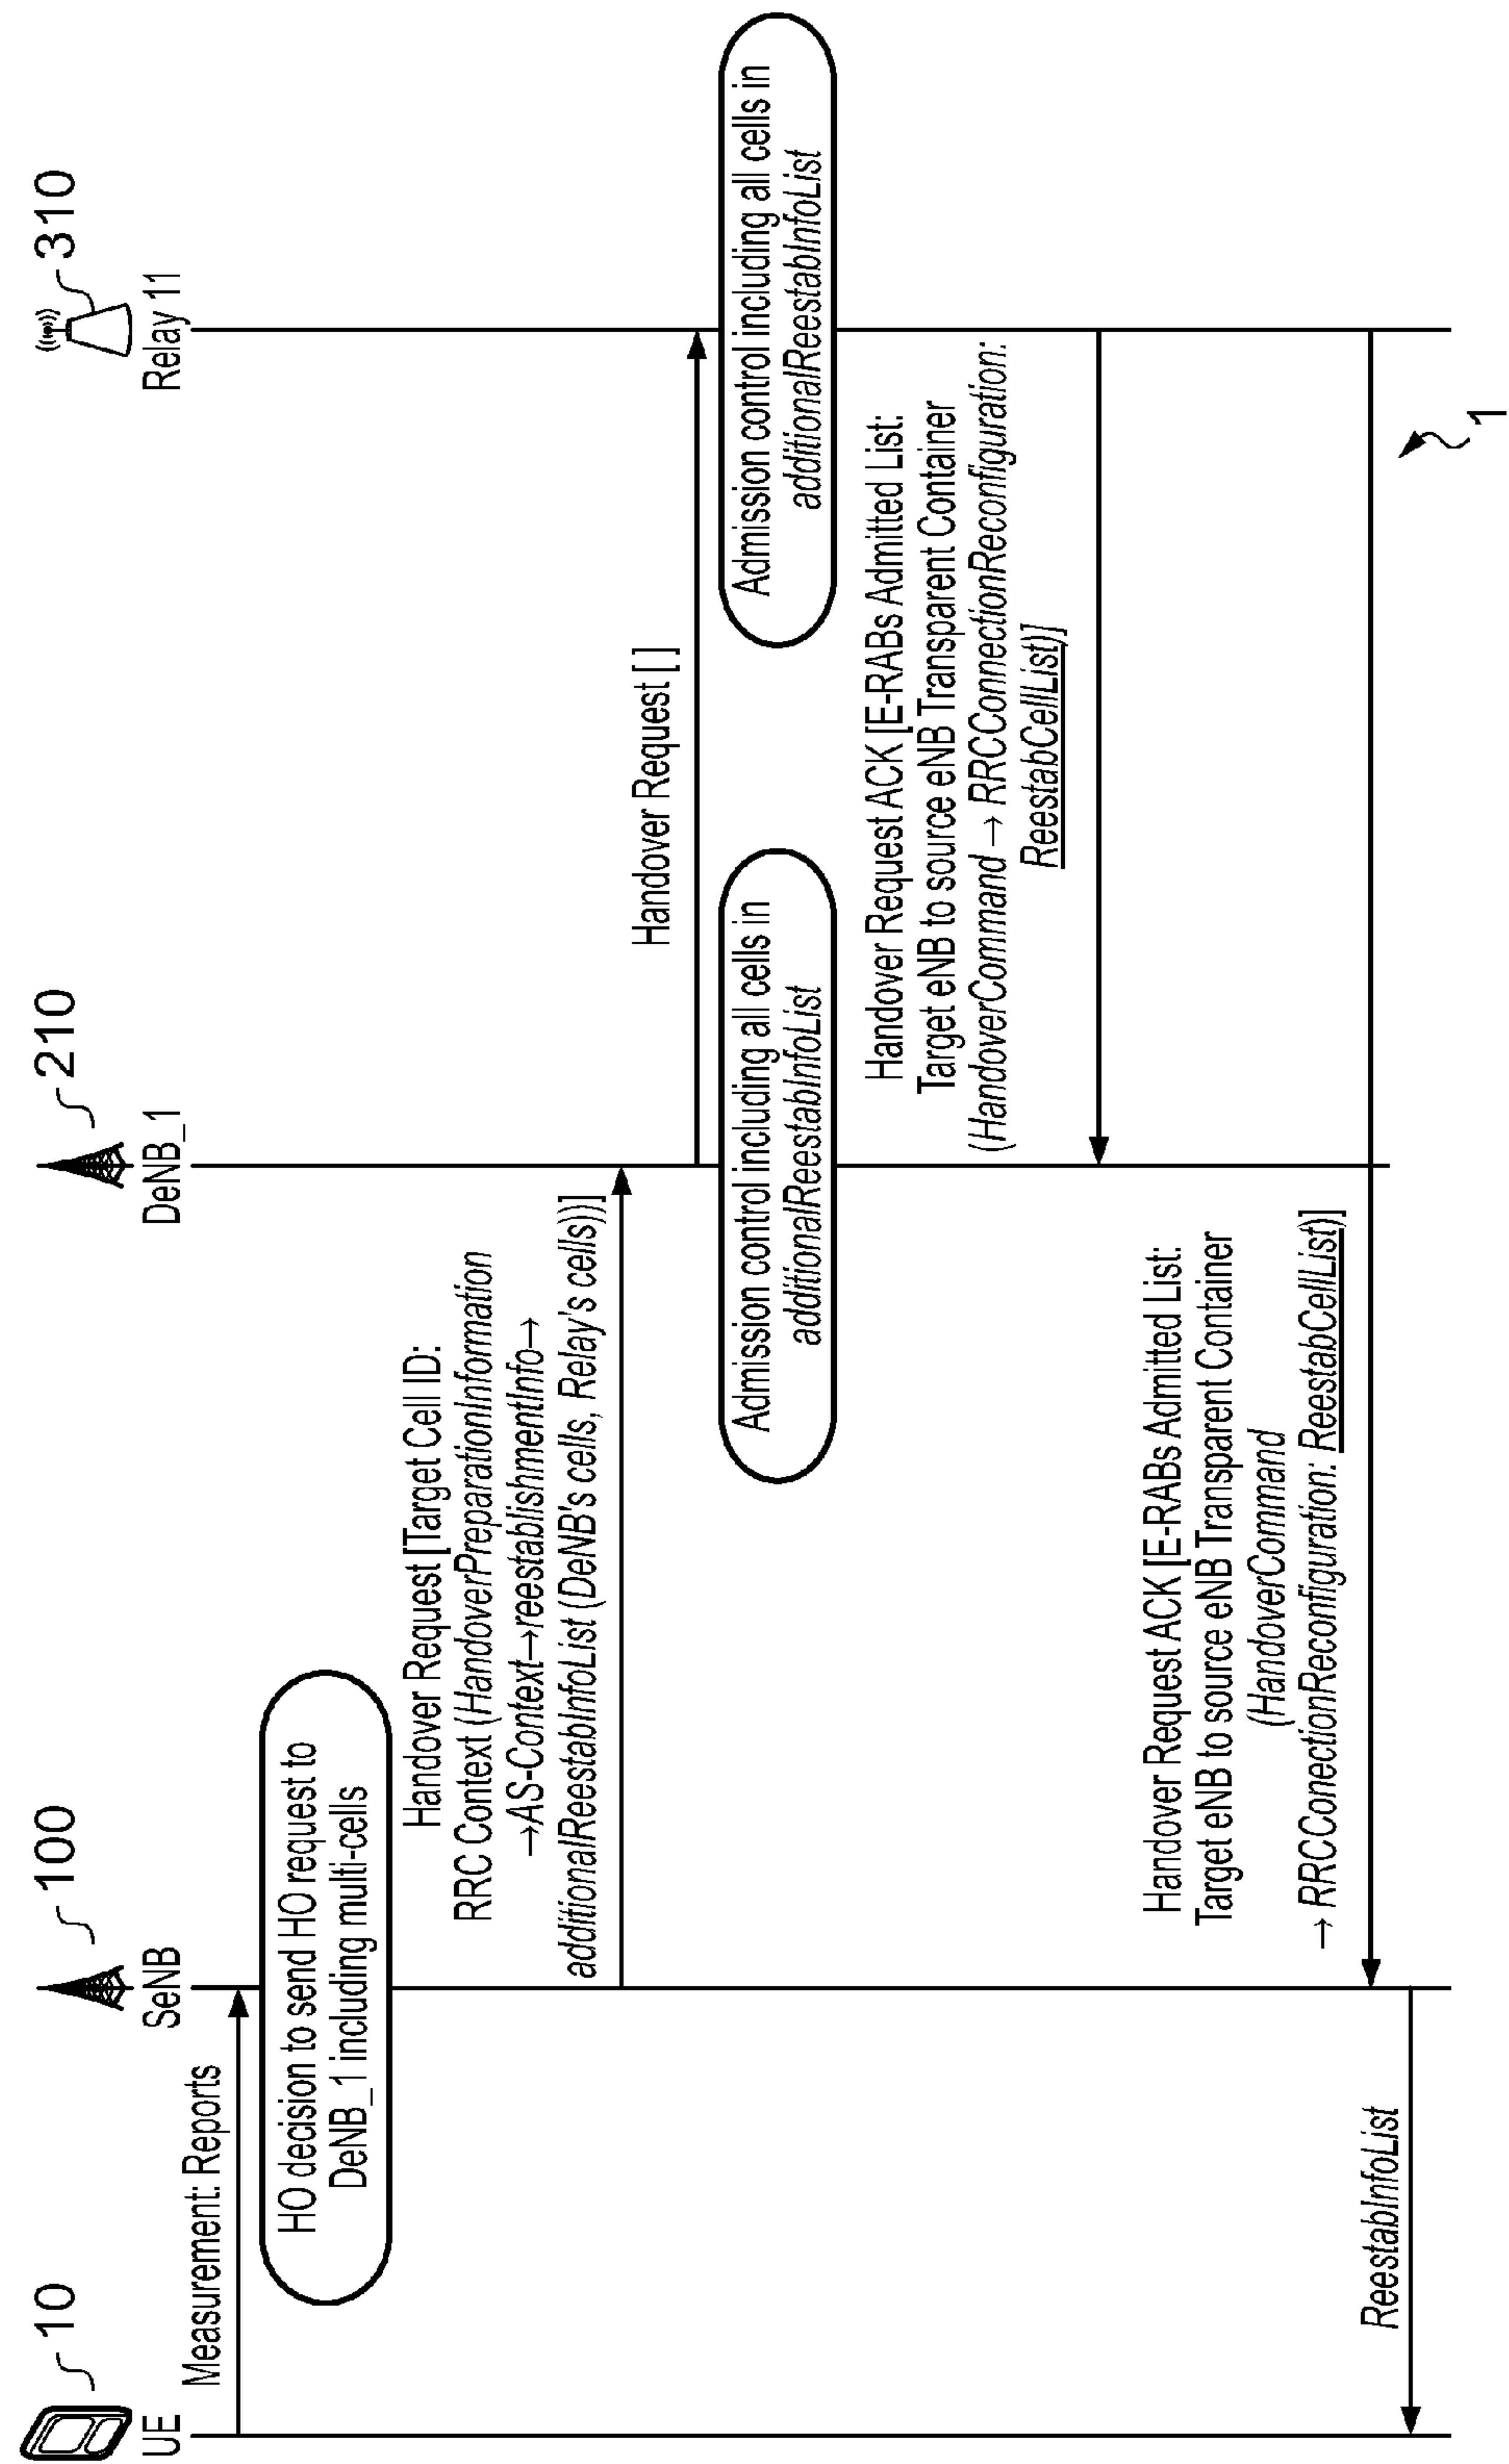 10
UE
100
SeNB
210
DeNB_1
310
Relay 11
Measurement: Reports
HO decision to send HO request to
DeNB_1 including multi-cells
Handover Request [Target Cell ID:
RRC Context (HandoverPreparationInformation
→AS-Context→reestablishmentInfo→
additionalReestabInfoList (DeNB's cells, Relay's cells))]
Handover Request [ ]
Admission control including all cells in
additionalReestabInfoList
Admission control including all cells in
additionalReestabInfoList
Handover Request ACK [E-RABs Admitted List:
Target eNB to source eNB Transparent Container
(HandoverCommand → RRCConnectionReconfiguration:
ReestabCellList)]
Handover Request ACK [E-RABs Admitted List:
Target eNB to source eNB Transparent Container
(HandoverCommand
→ RRCConectionReconfiguration: ReestabCellList)]
ReestabInfoList
1